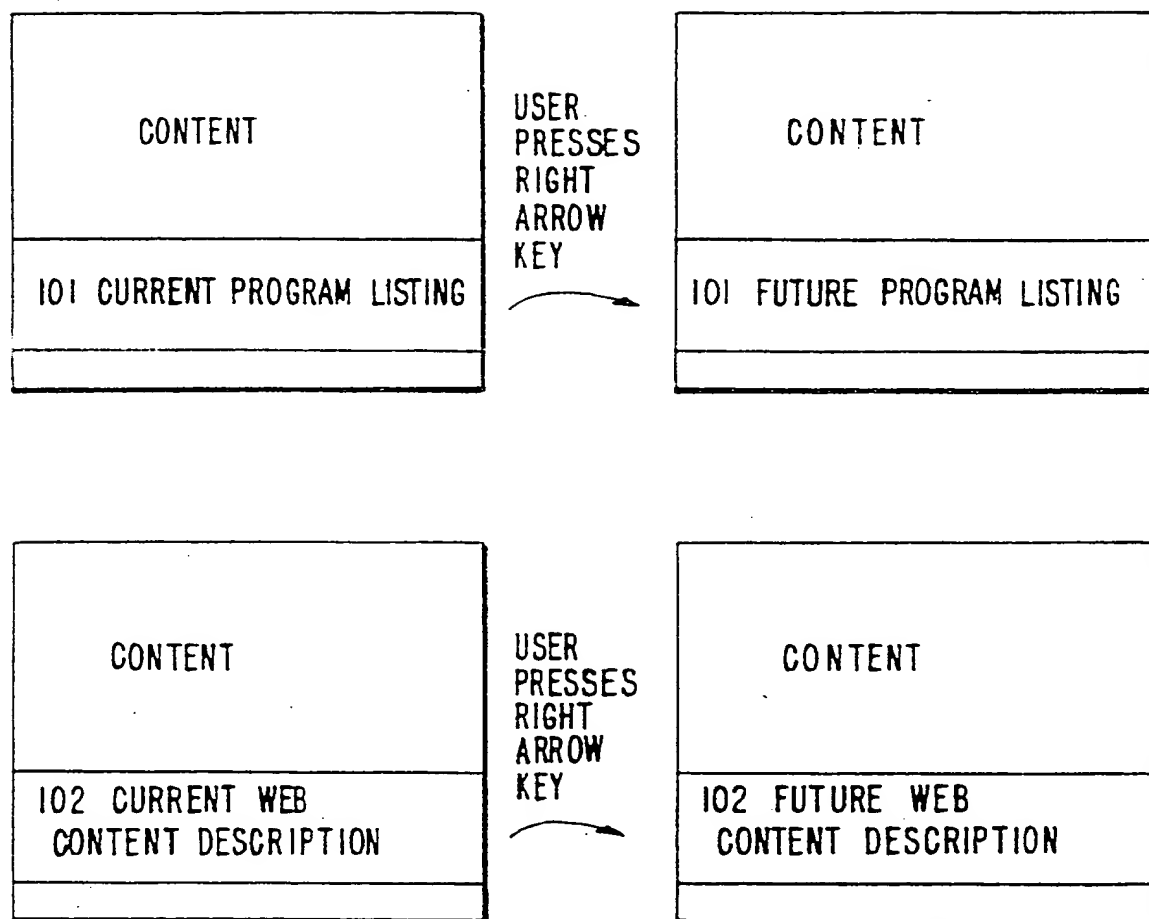 CONTENT
101 CURRENT PROGRAM LISTING
USER
PRESSES
RIGHT
ARROW
KEY
CONTENT
101 FUTURE PROGRAM LISTING
CONTENT
102 CURRENT WEB
CONTENT DESCRIPTION
USER
PRESSES
RIGHT
ARROW
KEY
CONTENT
102 FUTURE WEB
CONTENT DESCRIPTION